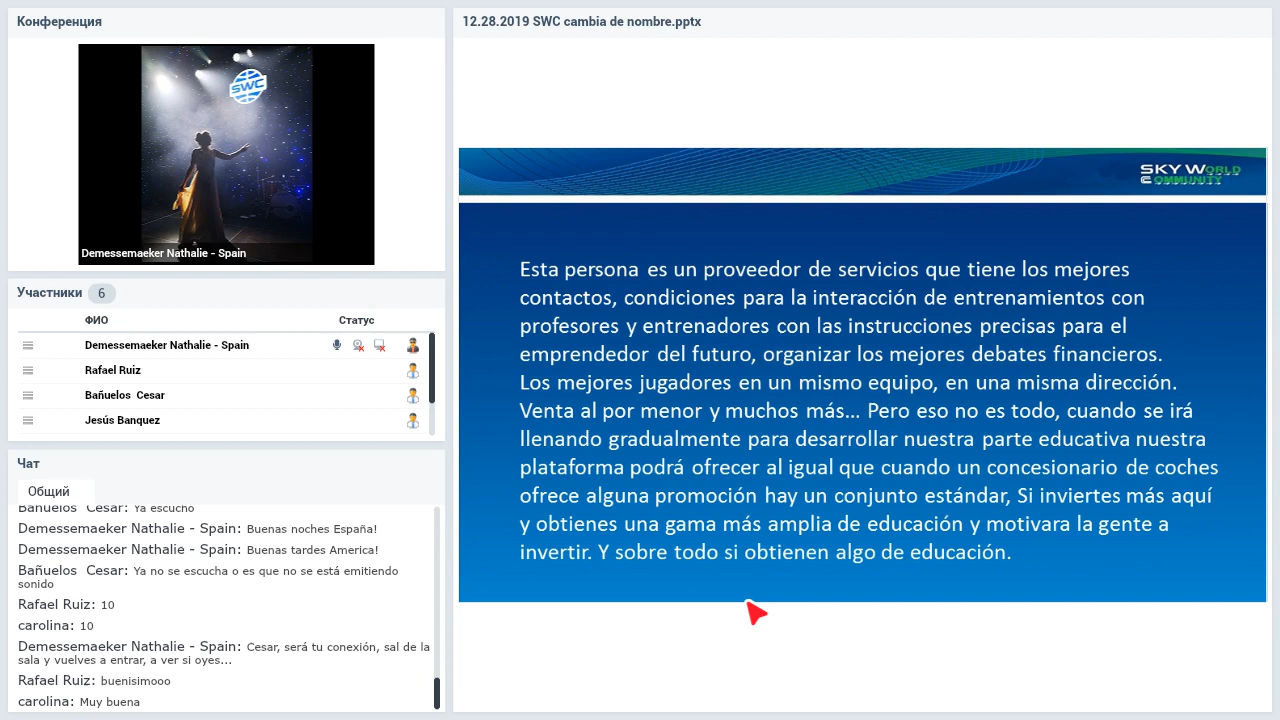 Конференция
SWC
Demessemaeker Nathalie - Spain
Участники 6
ФИО Статус
Demessemaeker Nathalie - Spain
Rafael Ruiz
Bañuelos Cesar
Jesús Banquez
Чат
Общий
Bañuelos Cesar: Ya escucho
Demessemaeker Nathalie - Spain: Buenas noches España!
Demessemaeker Nathalie - Spain: Buenas tardes America!
Bañuelos Cesar: Ya no se escucha o es que no se está emitiendo
sonido
Rafael Ruiz: 10
carolina: 10
Demessemaeker Nathalie - Spain: Cesar, será tu conexión, sal de la
sala y vuelves a entrar, a ver si oyes...
Rafael Ruiz: buenisimooo
carolina: Muy buena
12.28.2019 SWC cambia de nombre.pptx
SKY WORLD
COMMUNITY
Esta persona es un proveedor de servicios que tiene los mejores
contactos, condiciones para la interacción de entrenamientos con
profesores y entrenadores con las instrucciones precisas para el
emprendedor del futuro, organizar los mejores debates financieros.
Los mejores jugadores en un mismo equipo, en una misma dirección.
Venta al por menor y muchos más... Pero eso no es todo, cuando se irá
llenando gradualmente para desarrollar nuestra parte educativa nuestra
plataforma podrá ofrecer al igual que cuando un concesionario de coches
ofrece alguna promoción hay un conjunto estándar, Si inviertes más aquí
y obtienes una gama más amplia de educación y motivara la gente a
invertir. Y sobre todo si obtienen algo de educación.